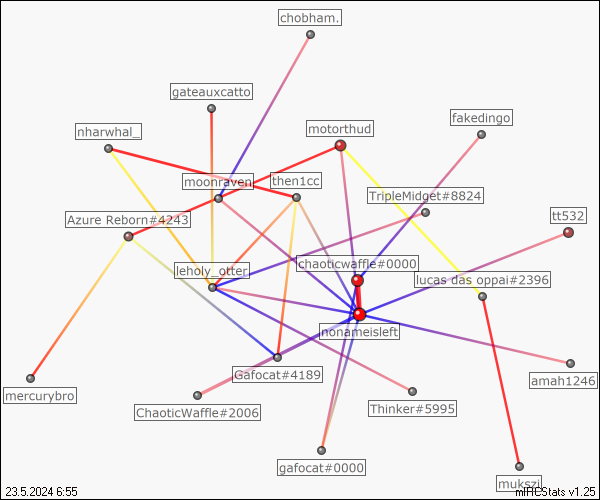 chobham.
gateauxcatto
nharwhal_
motorthud
fakedingo
moonraven
then1cc
TripleMidget#8824
Azure Reborn#4243
tt532
leholy_otter.
chaoticwaffle#0000
lucas das oppai#2396
nonameisleft
Gafocat#4189
mercurybro
amah1246
ChaoticWaffle#2006
Thinker#5995
gafocat#0000
mukszi
23.5.2024 6:55
mIRCStats v1.25